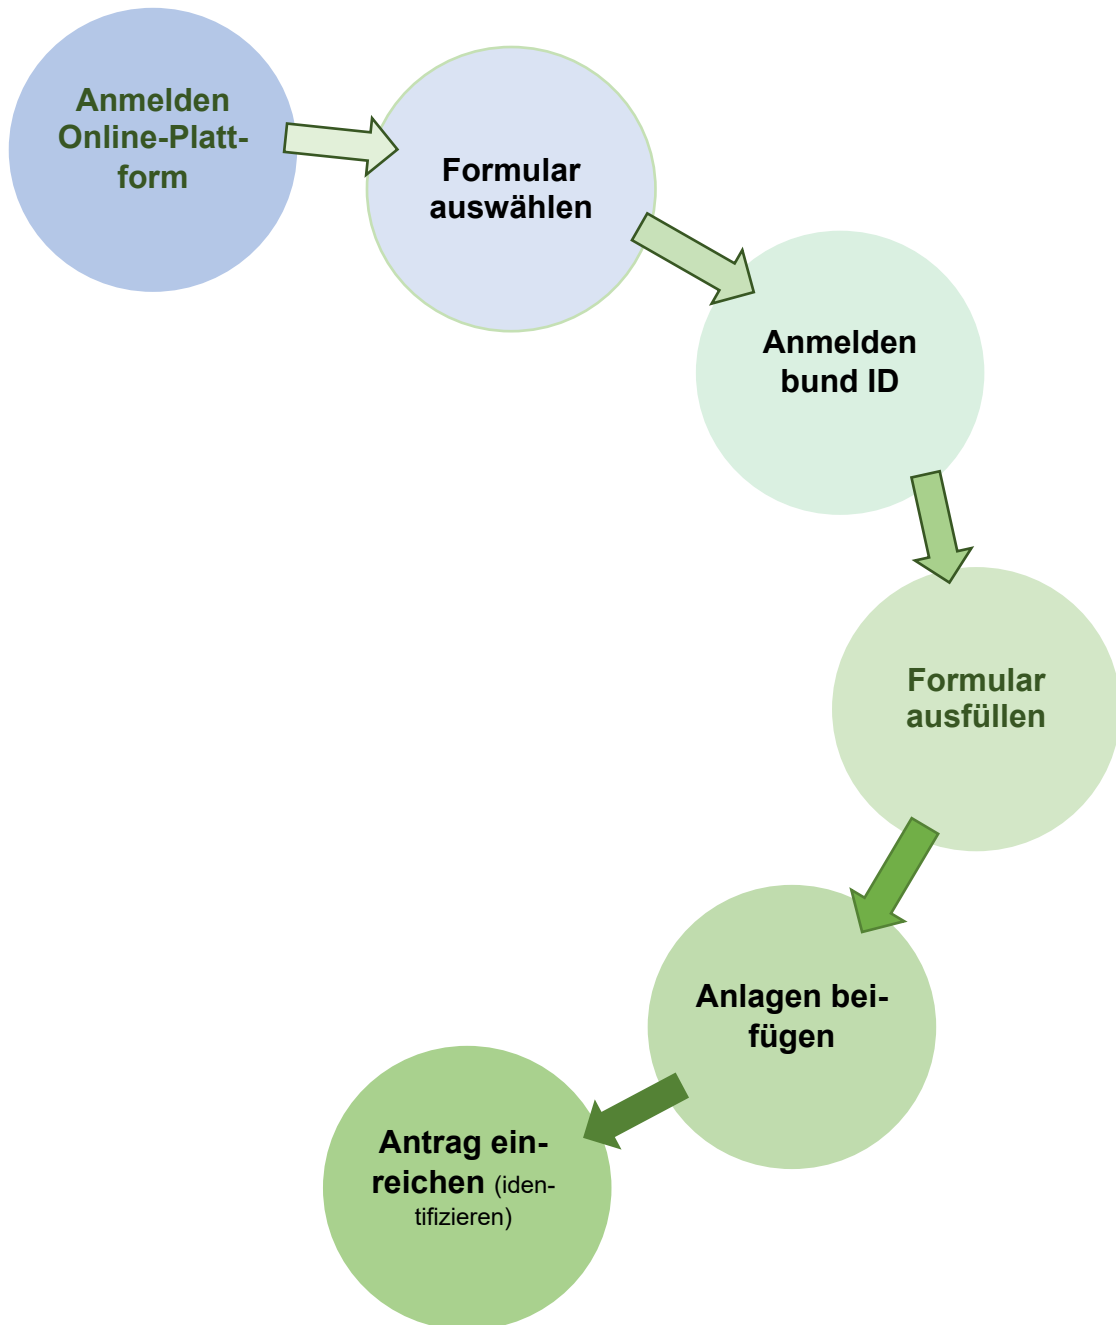 Anmelden
Online-Platt-
form
Formular
auswählen
Anmelden
bund ID
Formular
ausfüllen
Anlagen bei-
fügen
Antrag ein-
reichen (iden-
tifizieren)